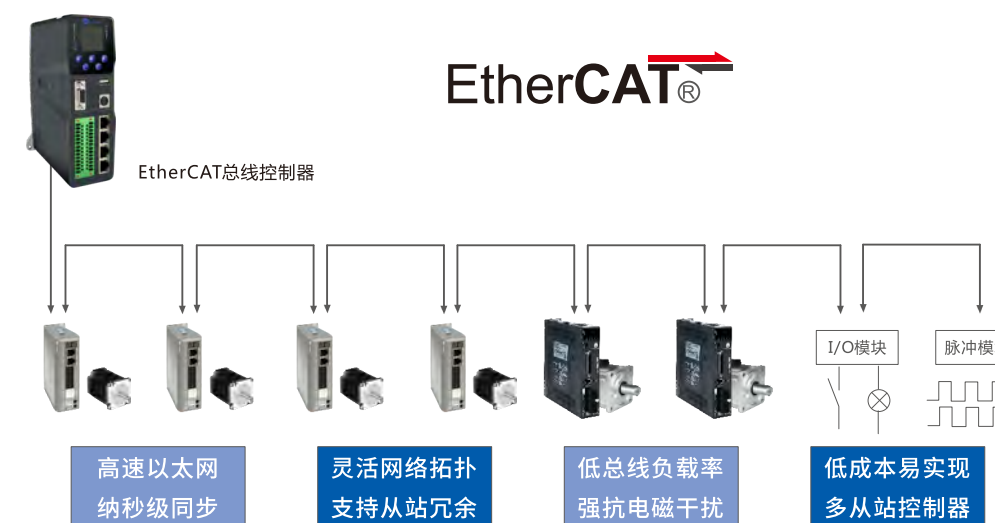 EtherCAT®
EtherCAT总线控制器
I/O模块
脉冲模
高速以太网
纳秒级同步
灵活网络拓扑
支持从站冗余
低总线负载率
强抗电磁干扰
低成本易实现
多从站控制器